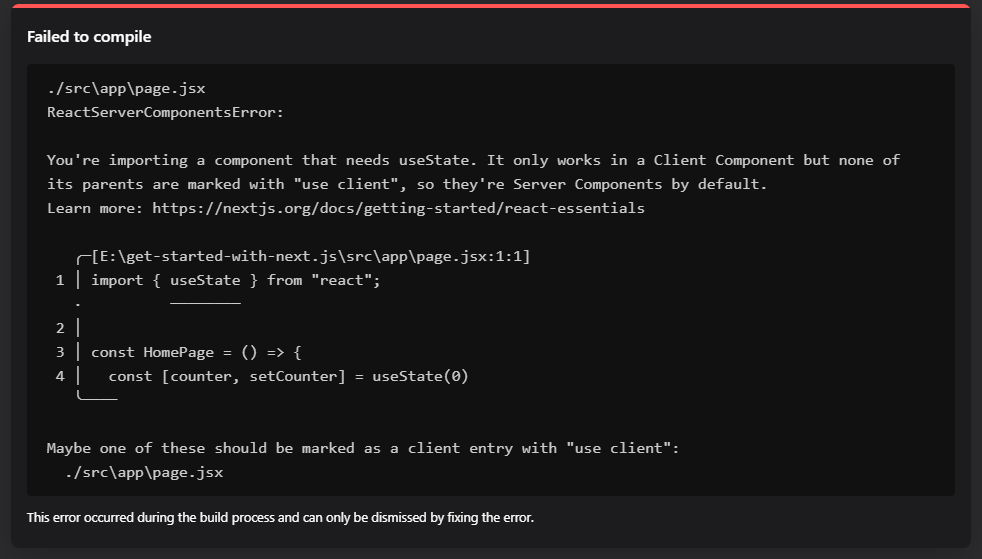 Failed to compile
./src\app\page.jsx
ReactServerComponentsError:
You're importing a component that needs useState. It only works in a Client Component but none of
its parents are marked with "use client", so they're Server Components by default.
Learn more: https://nextjs.org/docs/getting-started/react-essentials
╭─[E:\get-started-with-next.js\src\app\page.jsx:1:1]
1 │ import { useState } from "react";
·          ────────
2 │
3 │ const HomePage = () => {
4 │   const [counter, setCounter] = useState(0)
╰────
Maybe one of these should be marked as a client entry with "use client":
./src\app\page.jsx
This error occurred during the build process and can only be dismissed by fixing the error.